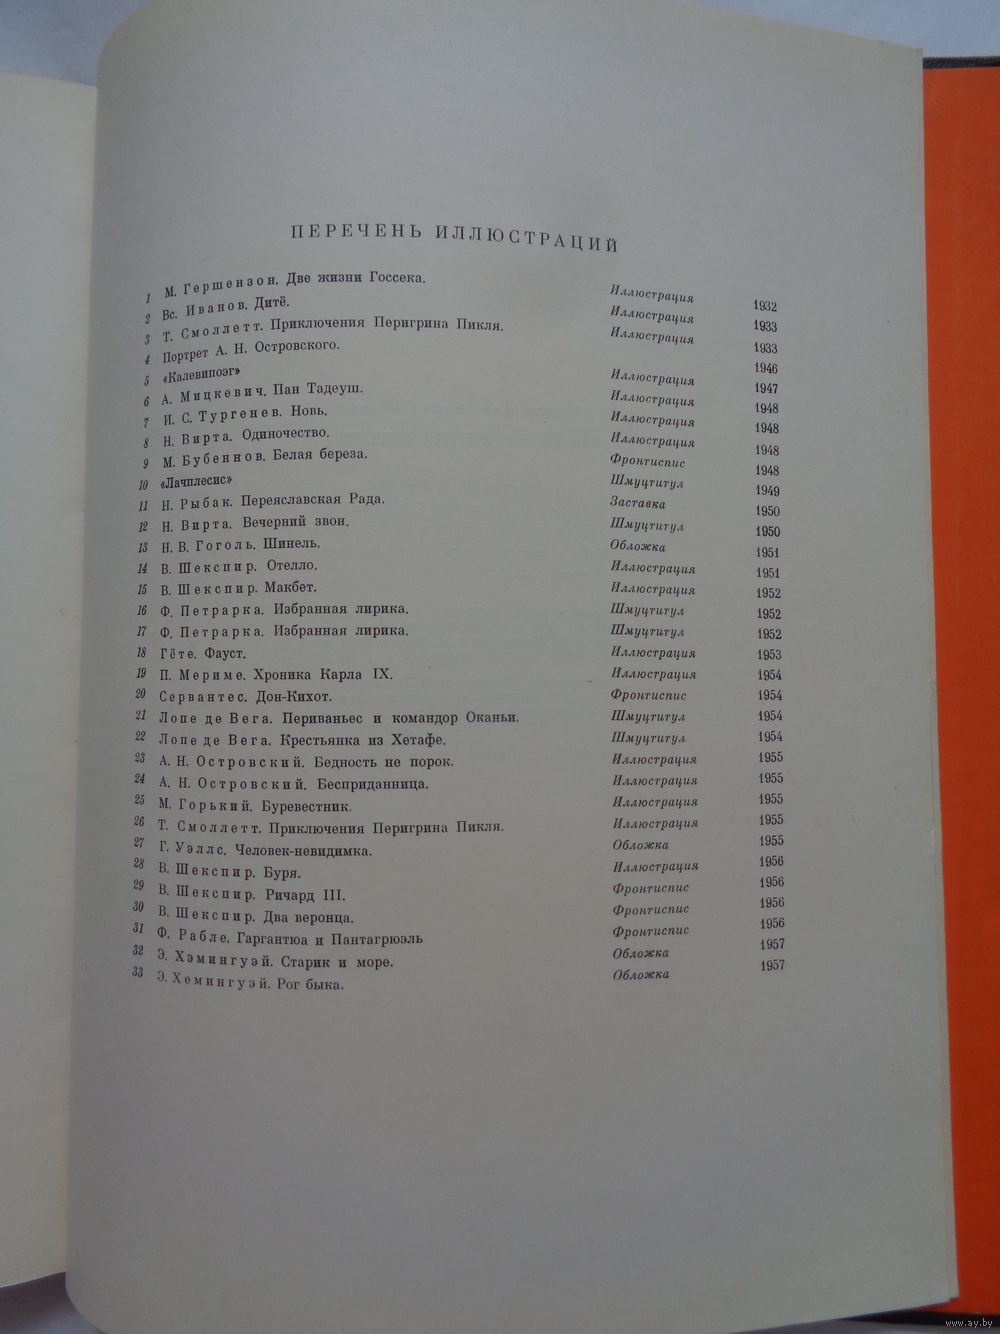 ПЕРЕЧЕНЬ ИЛЛЮСТРАЦИЙ
1 М. Гершензон. Две жизни Госсека. Иллюстрация 1932
2 Вс. Иванов. Дитё. Иллюстрация 1933
3 Т. Смоллетт. Приключения Перигрина Пикля. Иллюстрация 1933
4 Портрет А. Н. Островского. 1946
5 «Калевипоэг» Иллюстрация 1947
6 А. Мицкевич. Пан Тадеуш. Иллюстрация 1948
7 И. С. Тургенев. Новь. Иллюстрация 1948
8 Н. Вирта. Одиночество. Иллюстрация 1948
9 М. Бубеннов. Белая береза. Фронтиспис 1948
10 «Лачплесис» Шмуцтитул 1949
11 Н. Рыбак. Переяславская Рада. Заставка 1950
12 Н. Вирта. Вечерний звон. Шмуцтитул 1950
13 Н. В. Гоголь. Шинель. Обложка 1951
14 В. Шекспир. Отелло. Иллюстрация 1951
15 В. Шекспир. Макбет. Иллюстрация 1952
16 Ф. Петрарка. Избранная лирика. Шмуцтитул 1952
17 Ф. Петрарка. Избранная лирика. Шмуцтитул 1952
18 Гёте. Фауст. Иллюстрация 1953
19 П. Мериме. Хроника Карла IX. Иллюстрация 1954
20 Сервантес. Дон-Кихот. Фронтиспис 1954
21 Лопе де Вега. Периваньес и командор Оканьи. Шмуцтитул 1954
22 Лопе де Вега. Крестьянка из Хетафе. Шмуцтитул 1954
23 А. Н. Островский. Бедность не порок. Иллюстрация 1955
24 А. Н. Островский. Бесприданница. Иллюстрация 1955
25 М. Горький. Буревестник. Иллюстрация 1955
26 Т. Смоллетт. Приключения Перигрина Пикля. Иллюстрация 1955
27 Г. Уэллс. Человек-невидимка. Обложка 1955
28 В. Шекспир. Буря. Иллюстрация 1956
29 В. Шекспир. Ричард III. Фронтиспис 1956
30 В. Шекспир. Два веронца. Фронтиспис 1956
31 Ф. Рабле. Гаргантюа и Пантагрюэль Фронтиспис 1956
32 Э. Хэмингуэй. Старик и море. Обложка 1957
33 Э. Хемингуэй. Рог быка. Обложка 1957
www.ay.by